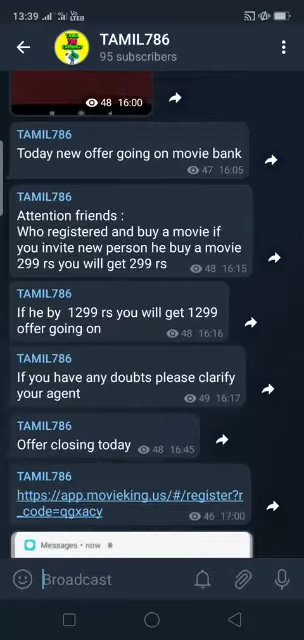 13:39
TAMIL786
95 subscribers
48 16:00
TAMIL786
Today new offer going on movie bank
47 16:05
TAMIL786
Attention friends :
Who registered and buy a movie if
you invite new person he buy a movie
299 rs you will get 299 rs
48 16:15
TAMIL786
If he by 1299 rs you will get 1299
offer going on
48 16:16
TAMIL786
If you have any doubts please clarify
your agent
49 16:17
TAMIL786
Offer closing today
48 16:45
TAMIL786
https://app.movieking.us/#/register?r
_code=qgxacy
46 17:00
Messages • now
Broadcast